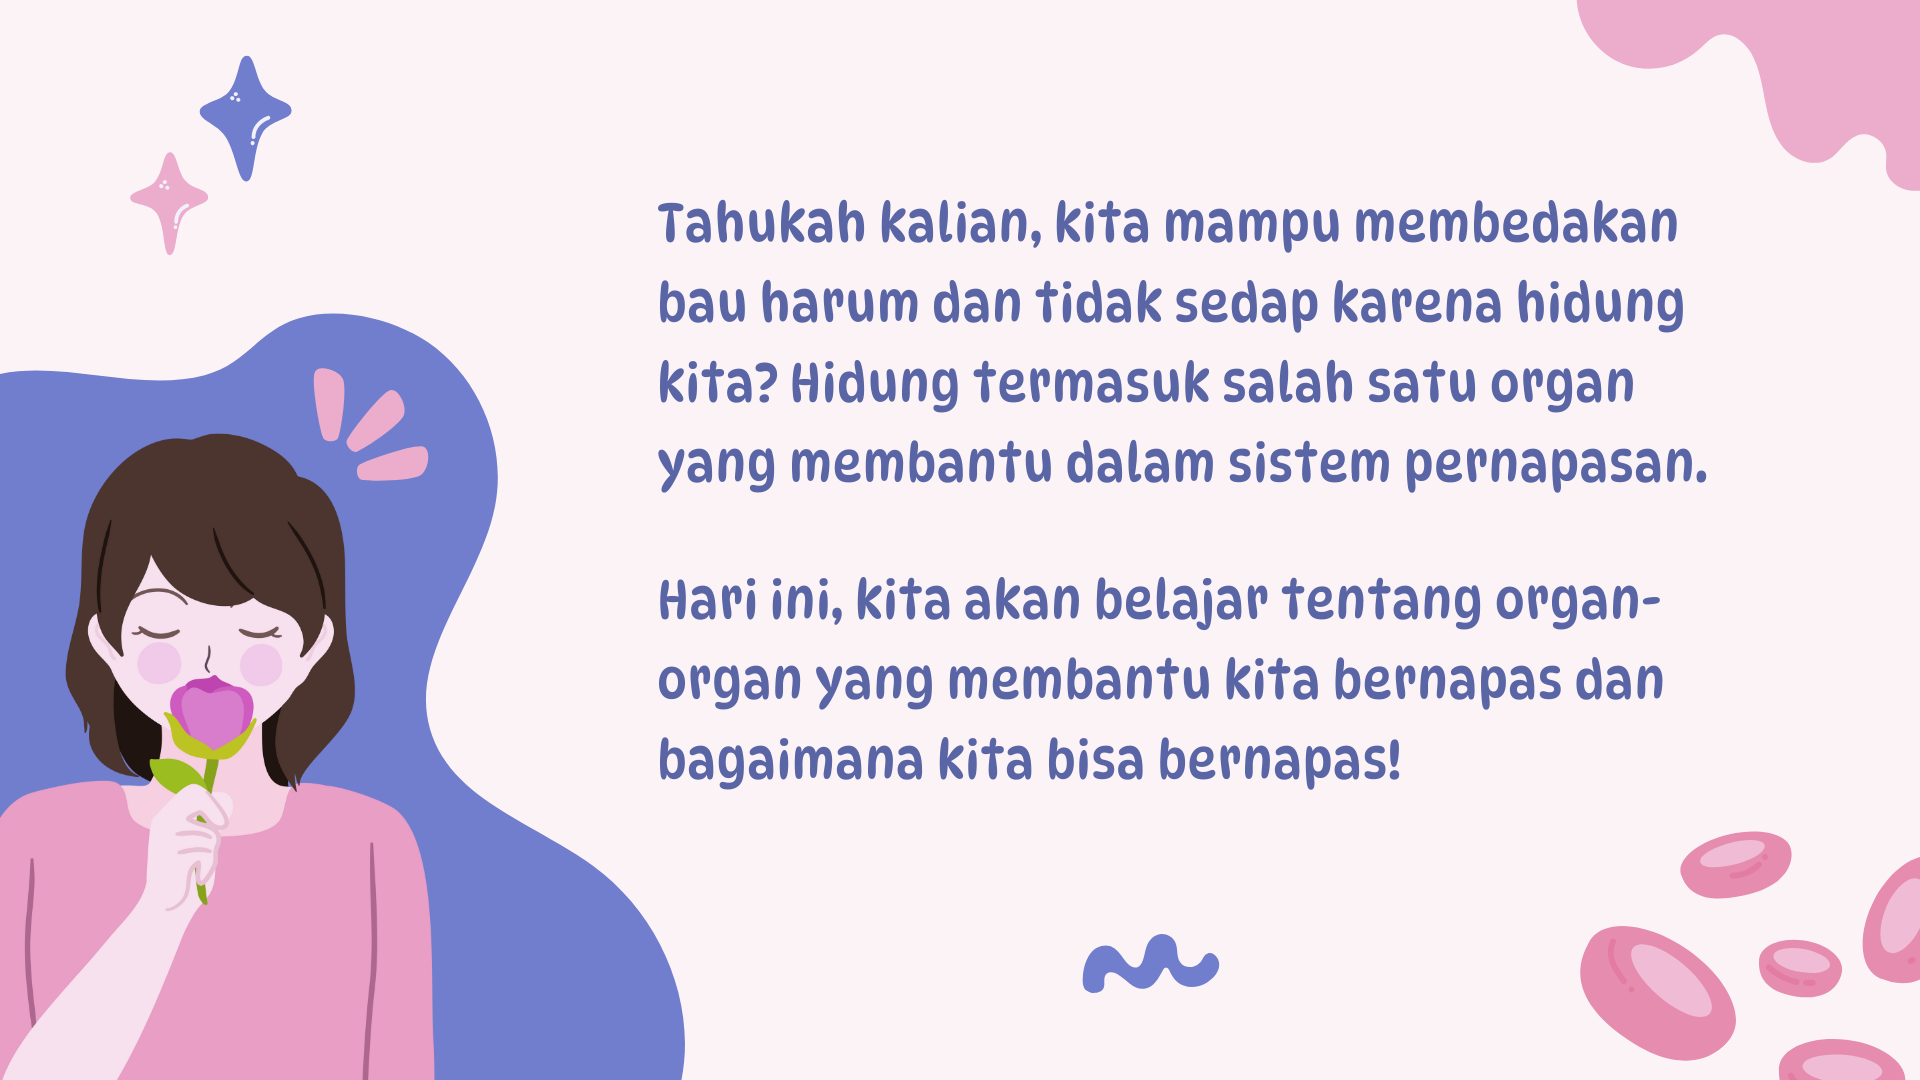 Tahukah kalian, kita mampu membedakan
bau harum dan tidak sedap karena hidung
kita? Hidung termasuk salah satu organ
yang membantu dalam sistem pernapasan.
Hari ini, kita akan belajar tentang organ-
organ yang membantu kita bernapas dan
bagaimana kita bisa bernapas!